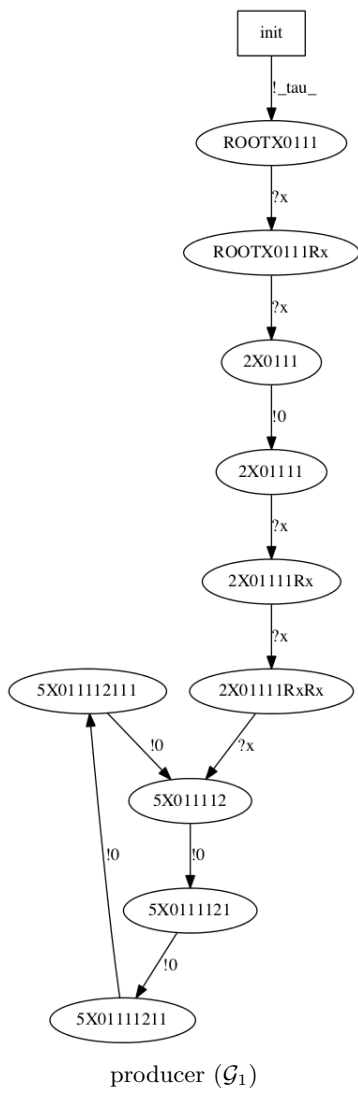 init
!_tau_
ROOTX0111
?x
ROOTX0111Rx
?x
2X0111
!0
2X01111
?x
2X01111Rx
?x
5X011112111
2X01111RxRx
!0
?x
5X011112
!0
!0
5X0111121
!0
5X01111211
producer (𝒢₁)